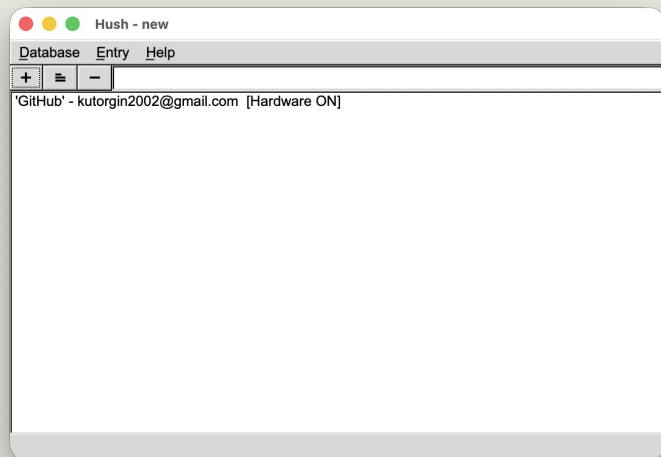 Hush - new
Database Entry Help
+ = −
'GitHub' - kutorgin2002@gmail.com [Hardware ON]